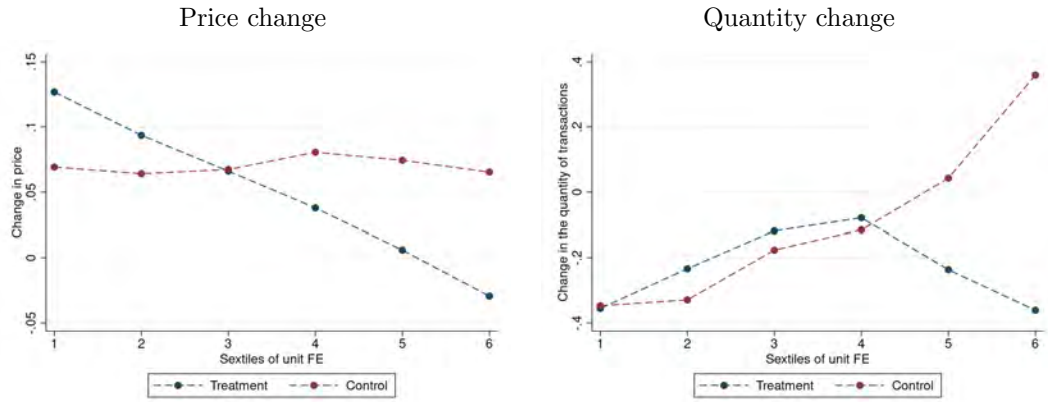 Price change
Change in price
.15
.1
.05
0
-.05
1 2 3 4 5 6
Sextiles of unit FE
Treatment Control
Quantity change
Change in the quantity of transactions
.4
.2
0
-.2
-.4
1 2 3 4 5 6
Sextiles of unit FE
Treatment Control